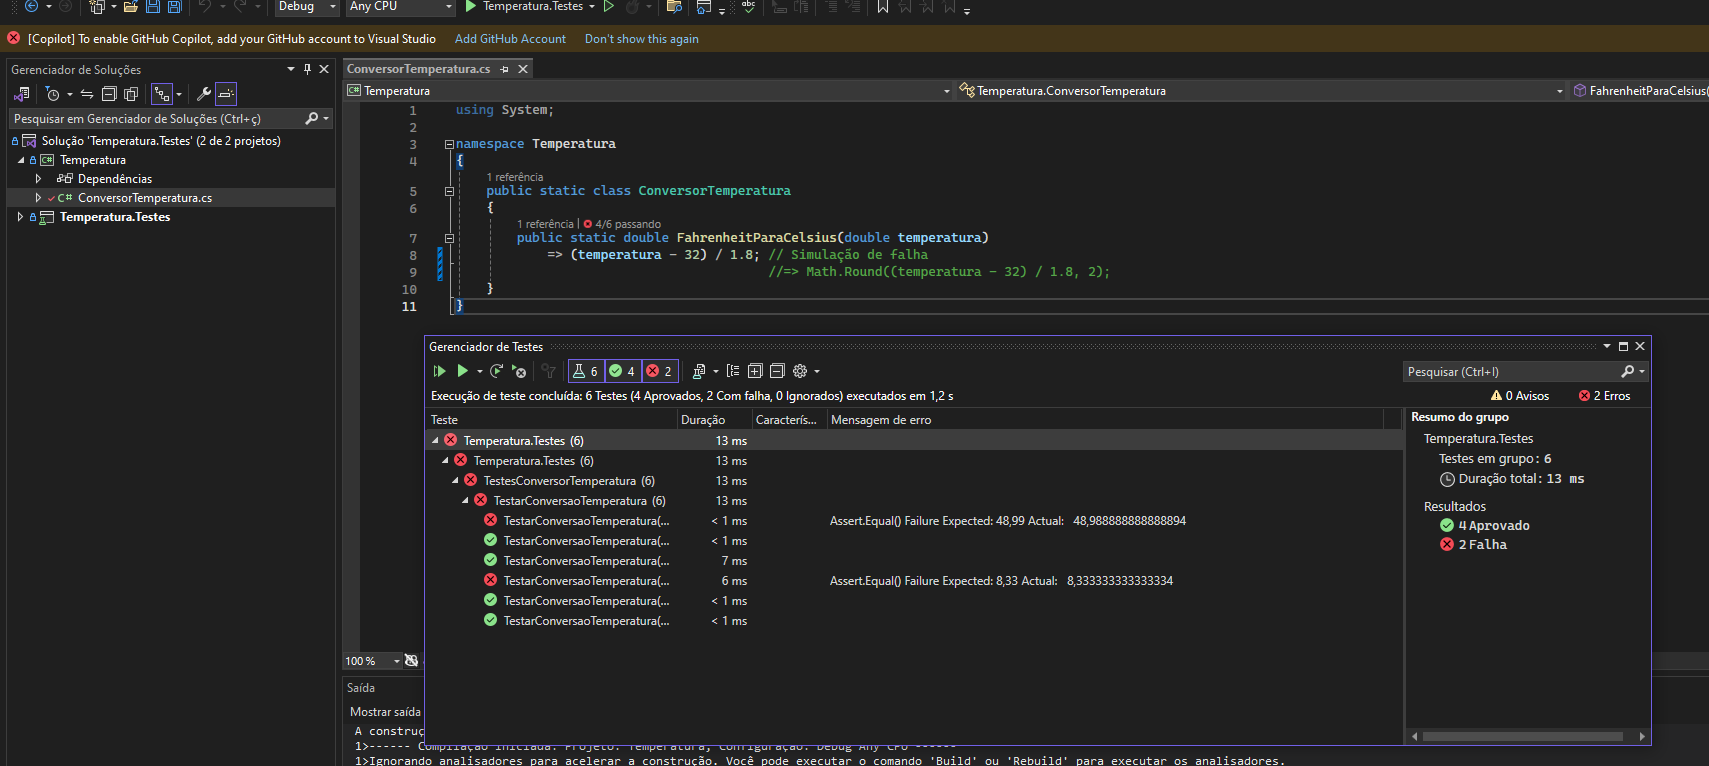 Debug
Any CPU
Temperatura.Testes
[Copilot] To enable GitHub Copilot, add your GitHub account to Visual Studio
Add GitHub Account
Don't show this again
Gerenciador de Soluções
Pesquisar em Gerenciador de Soluções (Ctrl+ç)
Solução 'Temperatura.Testes' (2 de 2 projetos)
Temperatura
Dependências
C# ConversorTemperatura.cs
Temperatura.Testes
ConversorTemperatura.cs
Temperatura
Temperatura.ConversorTemperatura
FahrenheitParaCelsius(
1 using System;
2
3 namespace Temperatura
4 {
1 referência
5 public static class ConversorTemperatura
6 {
1 referência | 4/6 passando
7 public static double FahrenheitParaCelsius(double temperatura)
8 => (temperatura - 32) / 1.8; // Simulação de falha
9 //=> Math.Round((temperatura - 32) / 1.8, 2);
10 }
11 }
Gerenciador de Testes
6 4 2
Pesquisar (Ctrl+I)
Execução de teste concluída: 6 Testes (4 Aprovados, 2 Com falha, 0 Ignorados) executados em 1,2 s
0 Avisos
2 Erros
Teste Duração Caracterís... Mensagem de erro
Temperatura.Testes (6) 13 ms
Temperatura.Testes (6) 13 ms
TestesConversorTemperatura (6) 13 ms
TestarConversaoTemperatura (6) 13 ms
TestarConversaoTemperatura(... < 1 ms Assert.Equal() Failure Expected: 48,99 Actual: 48,988888888888894
TestarConversaoTemperatura(... < 1 ms
TestarConversaoTemperatura(... 7 ms
TestarConversaoTemperatura(... 6 ms Assert.Equal() Failure Expected: 8,33 Actual: 8,333333333333334
TestarConversaoTemperatura(... < 1 ms
TestarConversaoTemperatura(... < 1 ms
Resumo do grupo
Temperatura.Testes
Testes em grupo: 6
Duração total: 13 ms
Resultados
4 Aprovado
2 Falha
100 %
Saída
Mostrar saída
A construç
1>------ Compilação iniciada: Projeto: Temperatura, Configuração: Debug Any CPU ------
1>Ignorando analisadores para acelerar a construção. Você pode executar o comando 'Build' ou 'Rebuild' para executar os analisadores.